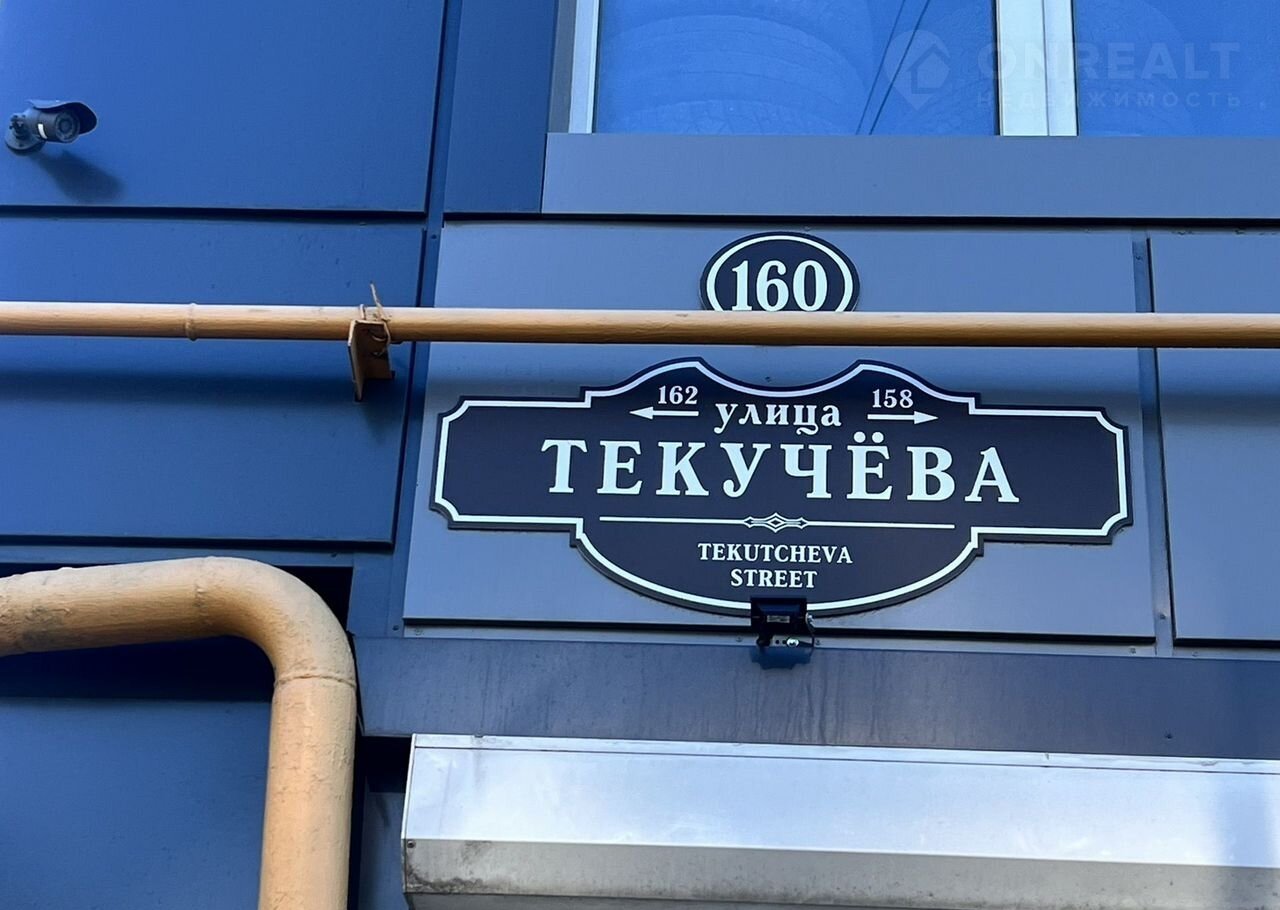 ONREALT
НЕДВИЖИМОСТЬ
160
162 улица 158
ТЕКУЧЁВА
TEKUTCHEVA
STREET